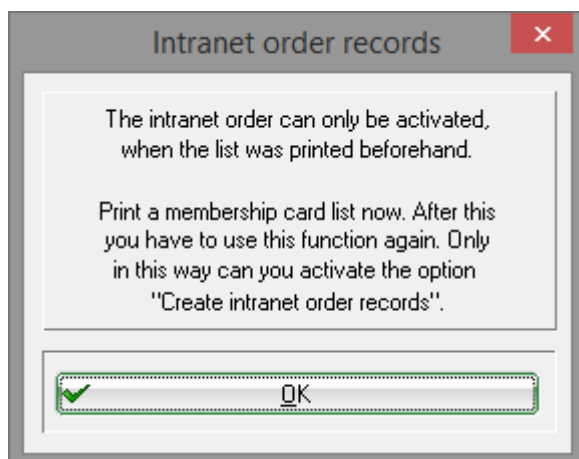 Intranet order records
The intranet order can only be activated,
when the list was printed beforehand.
Print a membership card list now. After this
you have to use this function again. Only
in this way can you activate the option
"Create intranet order records".
OK